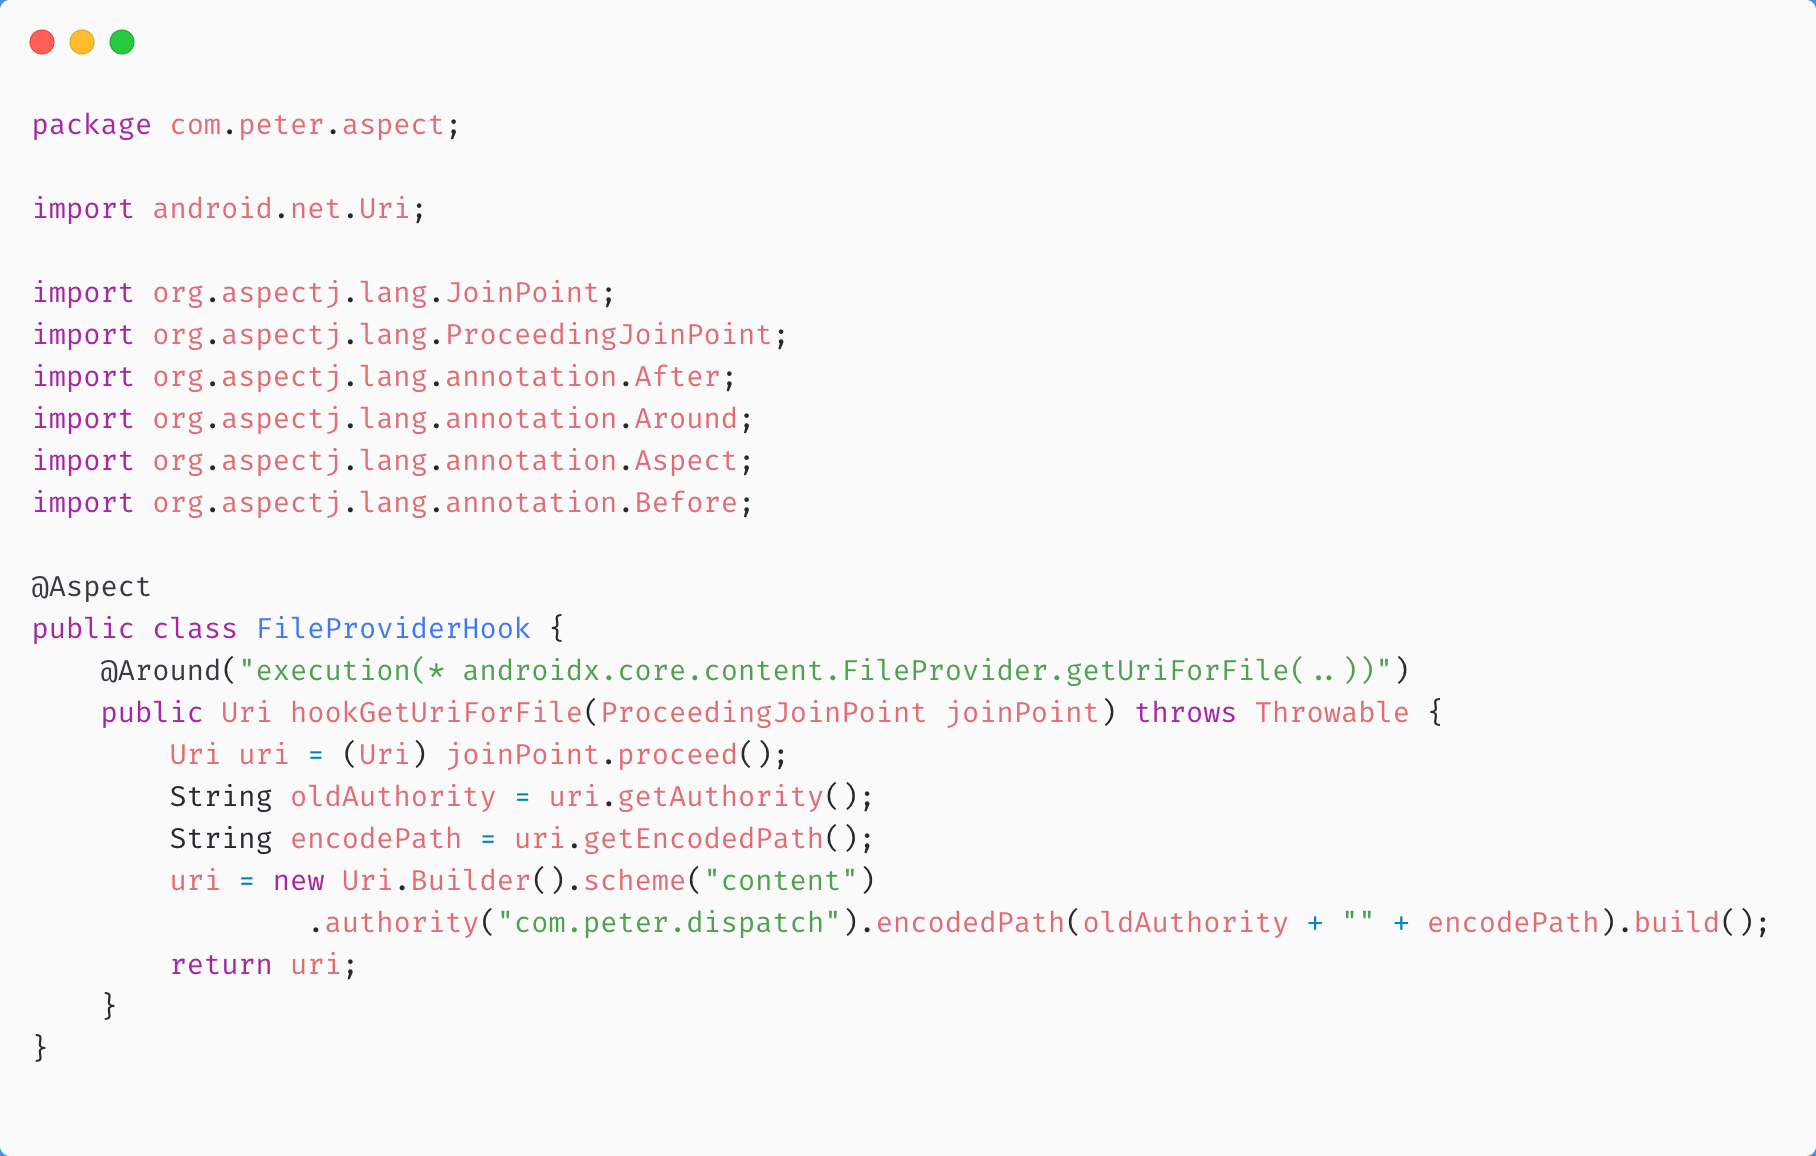 package com.peter.aspect;
import android.net.Uri;
import org.aspectj.lang.JoinPoint;
import org.aspectj.lang.ProceedingJoinPoint;
import org.aspectj.lang.annotation.After;
import org.aspectj.lang.annotation.Around;
import org.aspectj.lang.annotation.Aspect;
import org.aspectj.lang.annotation.Before;
@Aspect
public class FileProviderHook {
    @Around("execution(* androidx.core.content.FileProvider.getUriForFile(..))")
    public Uri hookGetUriForFile(ProceedingJoinPoint joinPoint) throws Throwable {
        Uri uri = (Uri) joinPoint.proceed();
        String oldAuthority = uri.getAuthority();
        String encodePath = uri.getEncodedPath();
        uri = new Uri.Builder().scheme("content")
                .authority("com.peter.dispatch").encodedPath(oldAuthority + "" + encodePath).build();
        return uri;
    }
}